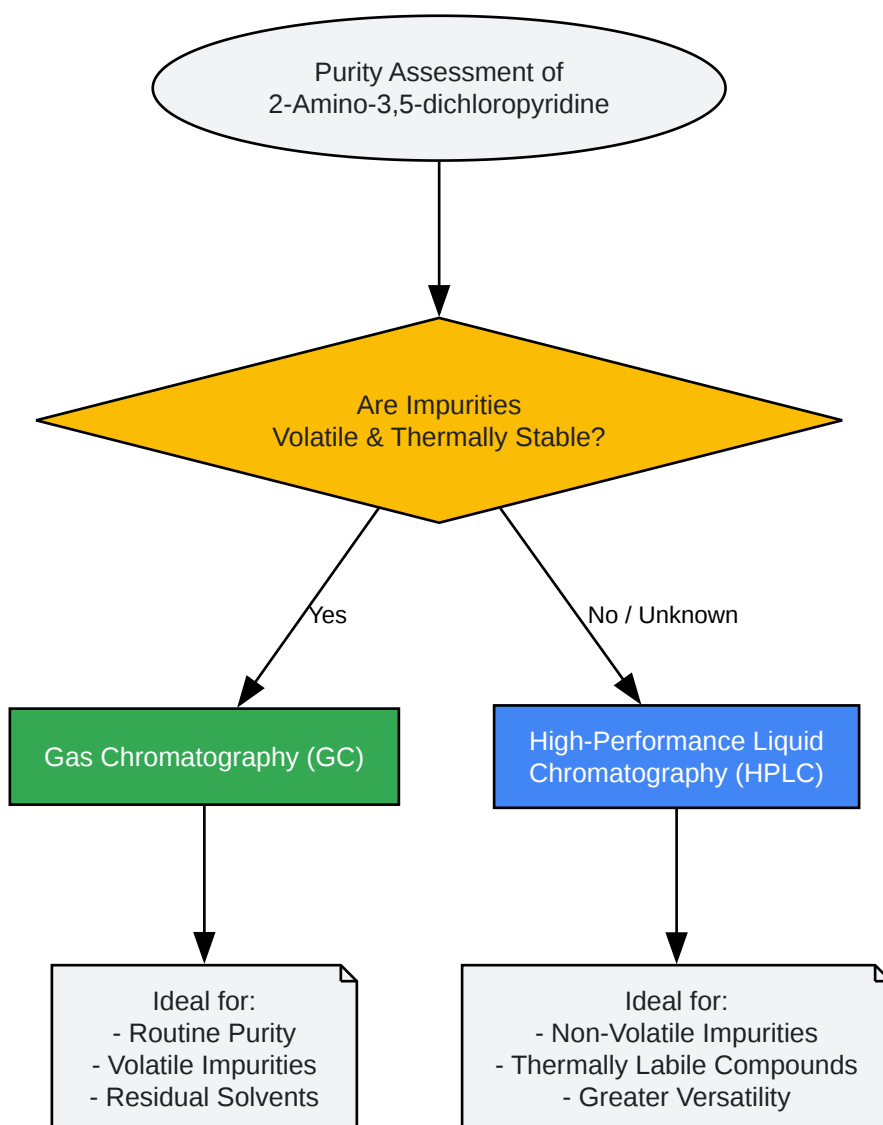 Purity Assessment of
2-Amino-3,5-dichloropyridine
Are Impurities
Volatile & Thermally Stable?
Yes
No / Unknown
Gas Chromatography (GC)
High-Performance Liquid
Chromatography (HPLC)
Ideal for:
- Routine Purity
- Volatile Impurities
- Residual Solvents
Ideal for:
- Non-Volatile Impurities
- Thermally Labile Compounds
- Greater Versatility